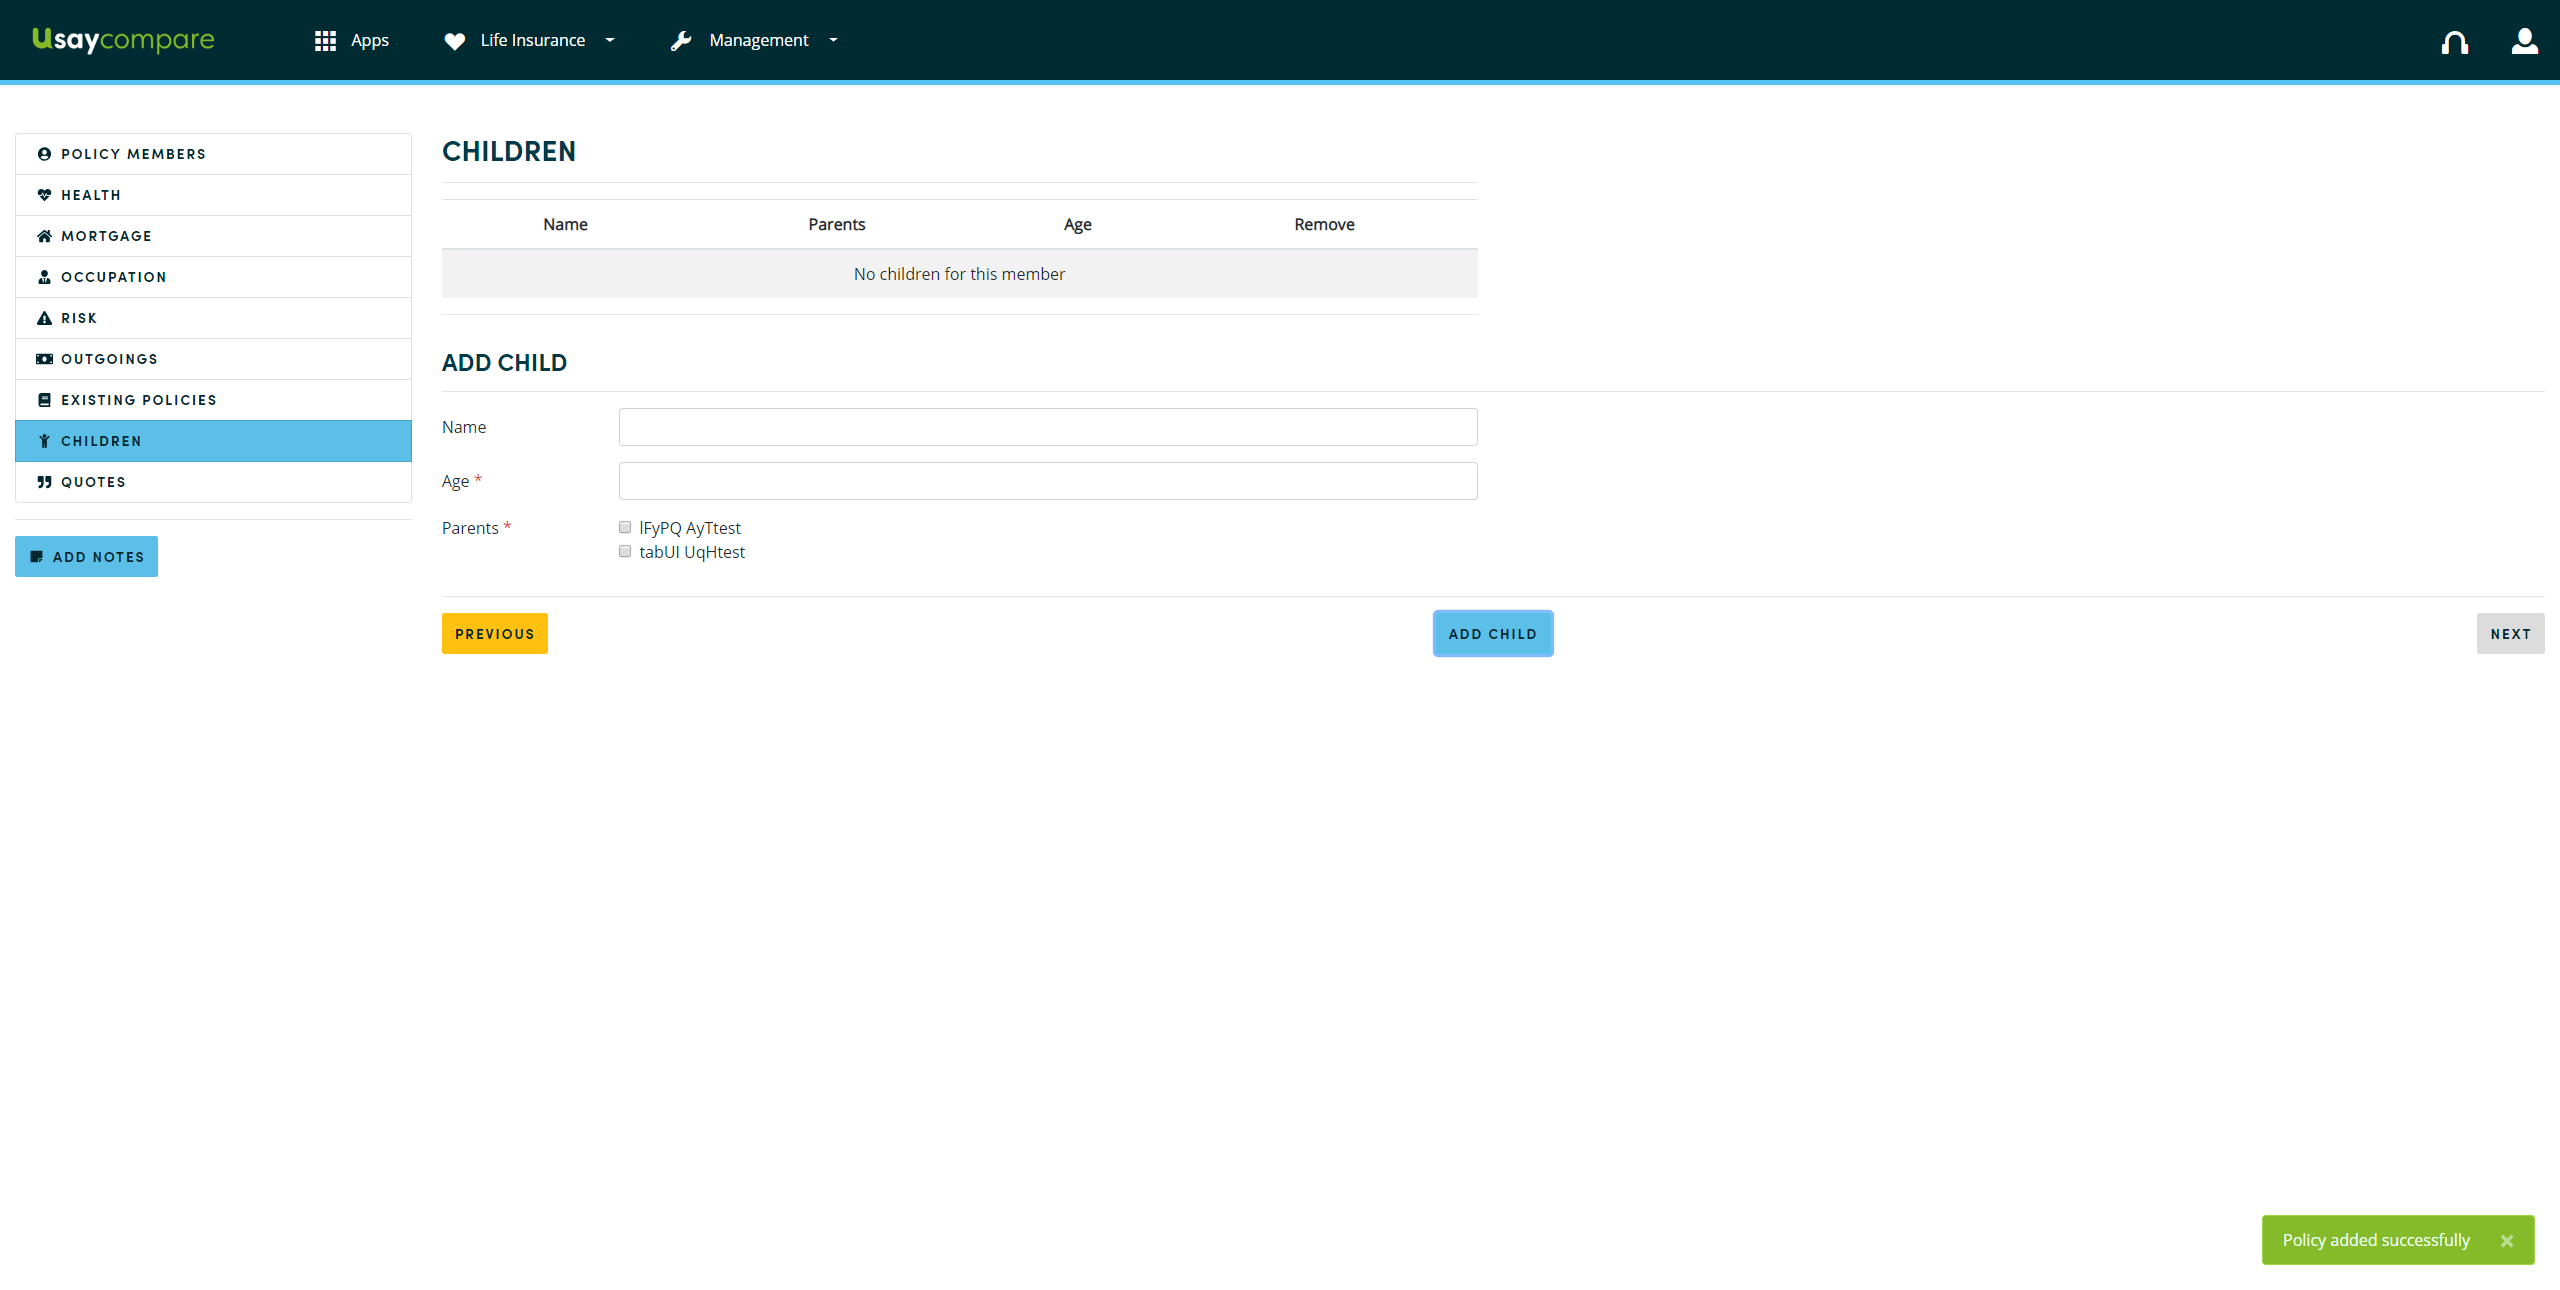 usaycompare
Apps
Life Insurance
Management
POLICY MEMBERS
HEALTH
MORTGAGE
OCCUPATION
RISK
OUTGOINGS
EXISTING POLICIES
CHILDREN
QUOTES
ADD NOTES
CHILDREN
Name Parents Age Remove
No children for this member
ADD CHILD
Name
Age *
Parents * lFyPQ AyTtest
tabUI UqHtest
PREVIOUS ADD CHILD NEXT
Policy added successfully ×